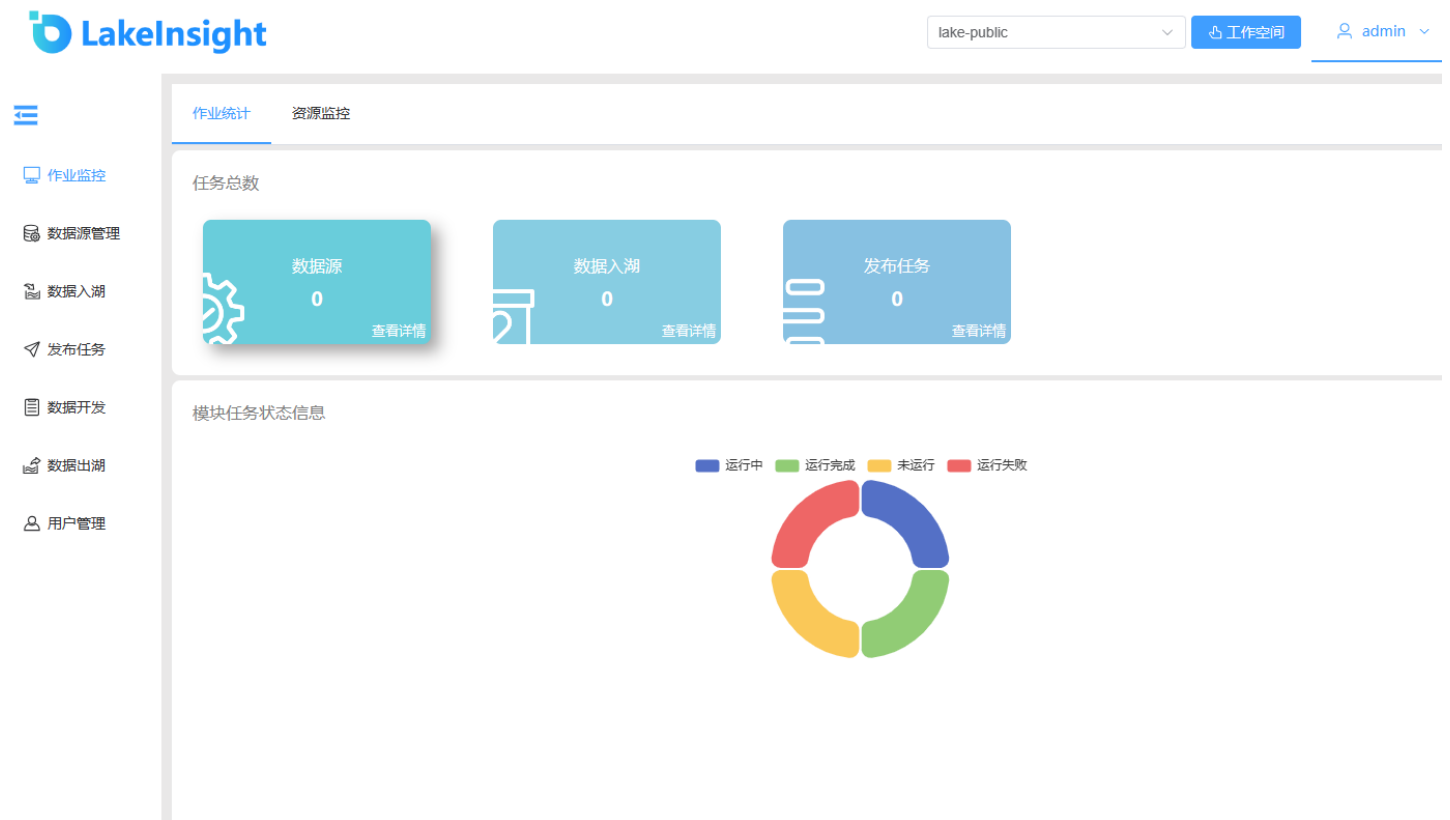 LakeInsight
lake-public
工作空间
admin
作业统计
资源监控
作业监控
数据源管理
数据入湖
发布任务
数据开发
数据出湖
用户管理
任务总数
数据源
0
查看详情
数据入湖
0
查看详情
发布任务
0
查看详情
模块任务状态信息
运行中 运行完成 未运行 运行失败